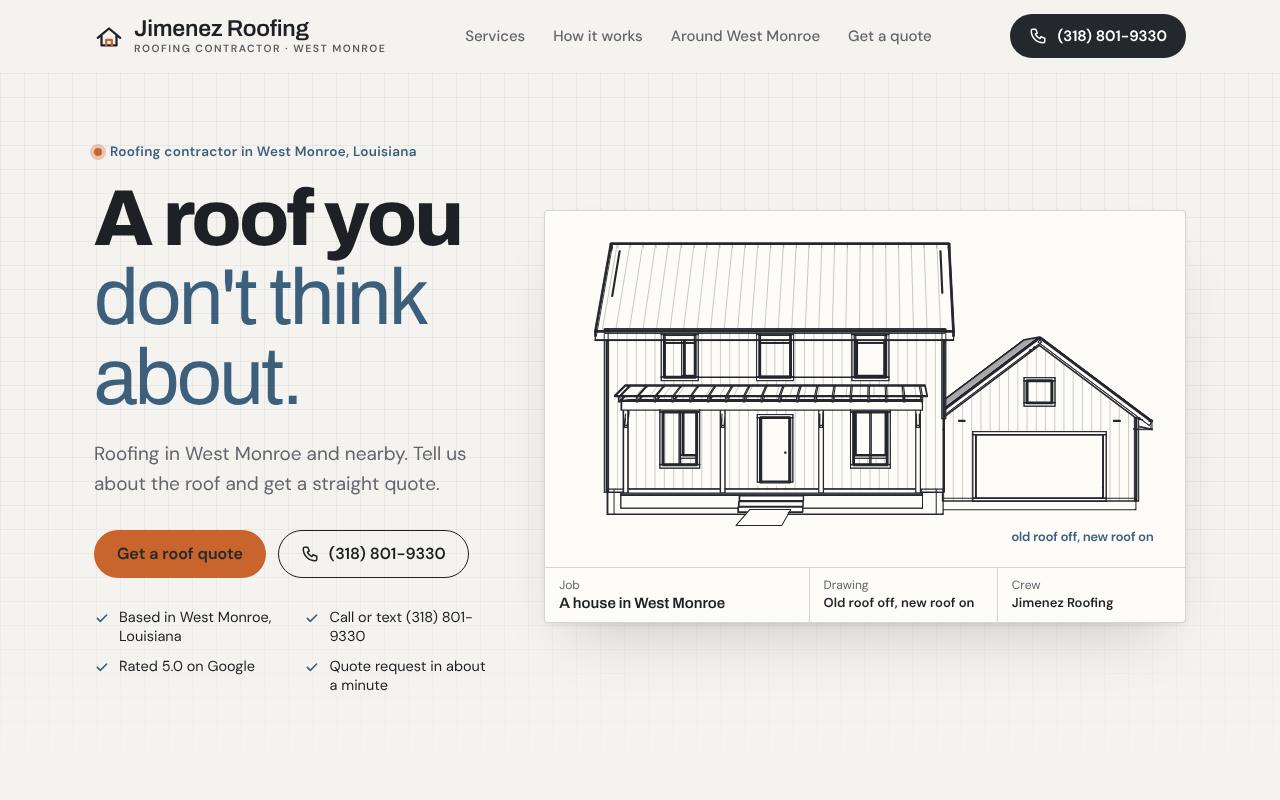 Jimenez Roofing
ROOFING CONTRACTOR · WEST MONROE
Services
How it works
Around West Monroe
Get a quote
(318) 801-9330
Roofing contractor in West Monroe, Louisiana
A roof you
don't think
about.
Roofing in West Monroe and nearby. Tell us
about the roof and get a straight quote.
Get a roof quote
(318) 801-9330
Based in West Monroe,
Louisiana
Call or text (318) 801-
9330
Rated 5.0 on Google
Quote request in about
a minute
old roof off, new roof on
Job
A house in West Monroe
Drawing
Old roof off, new roof on
Crew
Jimenez Roofing